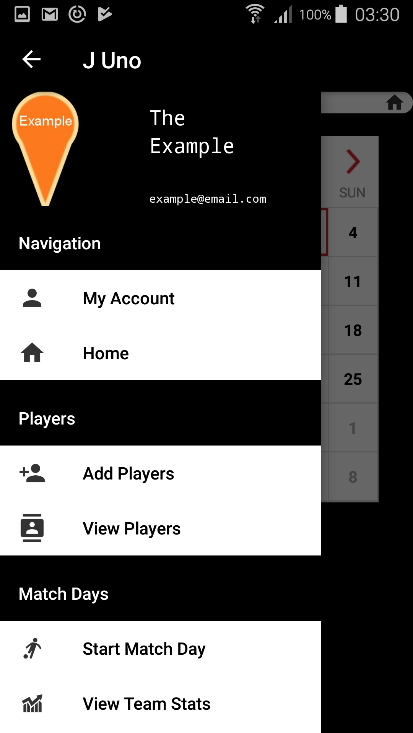 100% 03:30
J Uno
Example
The
Example
example@email.com
SUN
4
11
18
25
1
8
Navigation
My Account
Home
Players
Add Players
View Players
Match Days
Start Match Day
View Team Stats